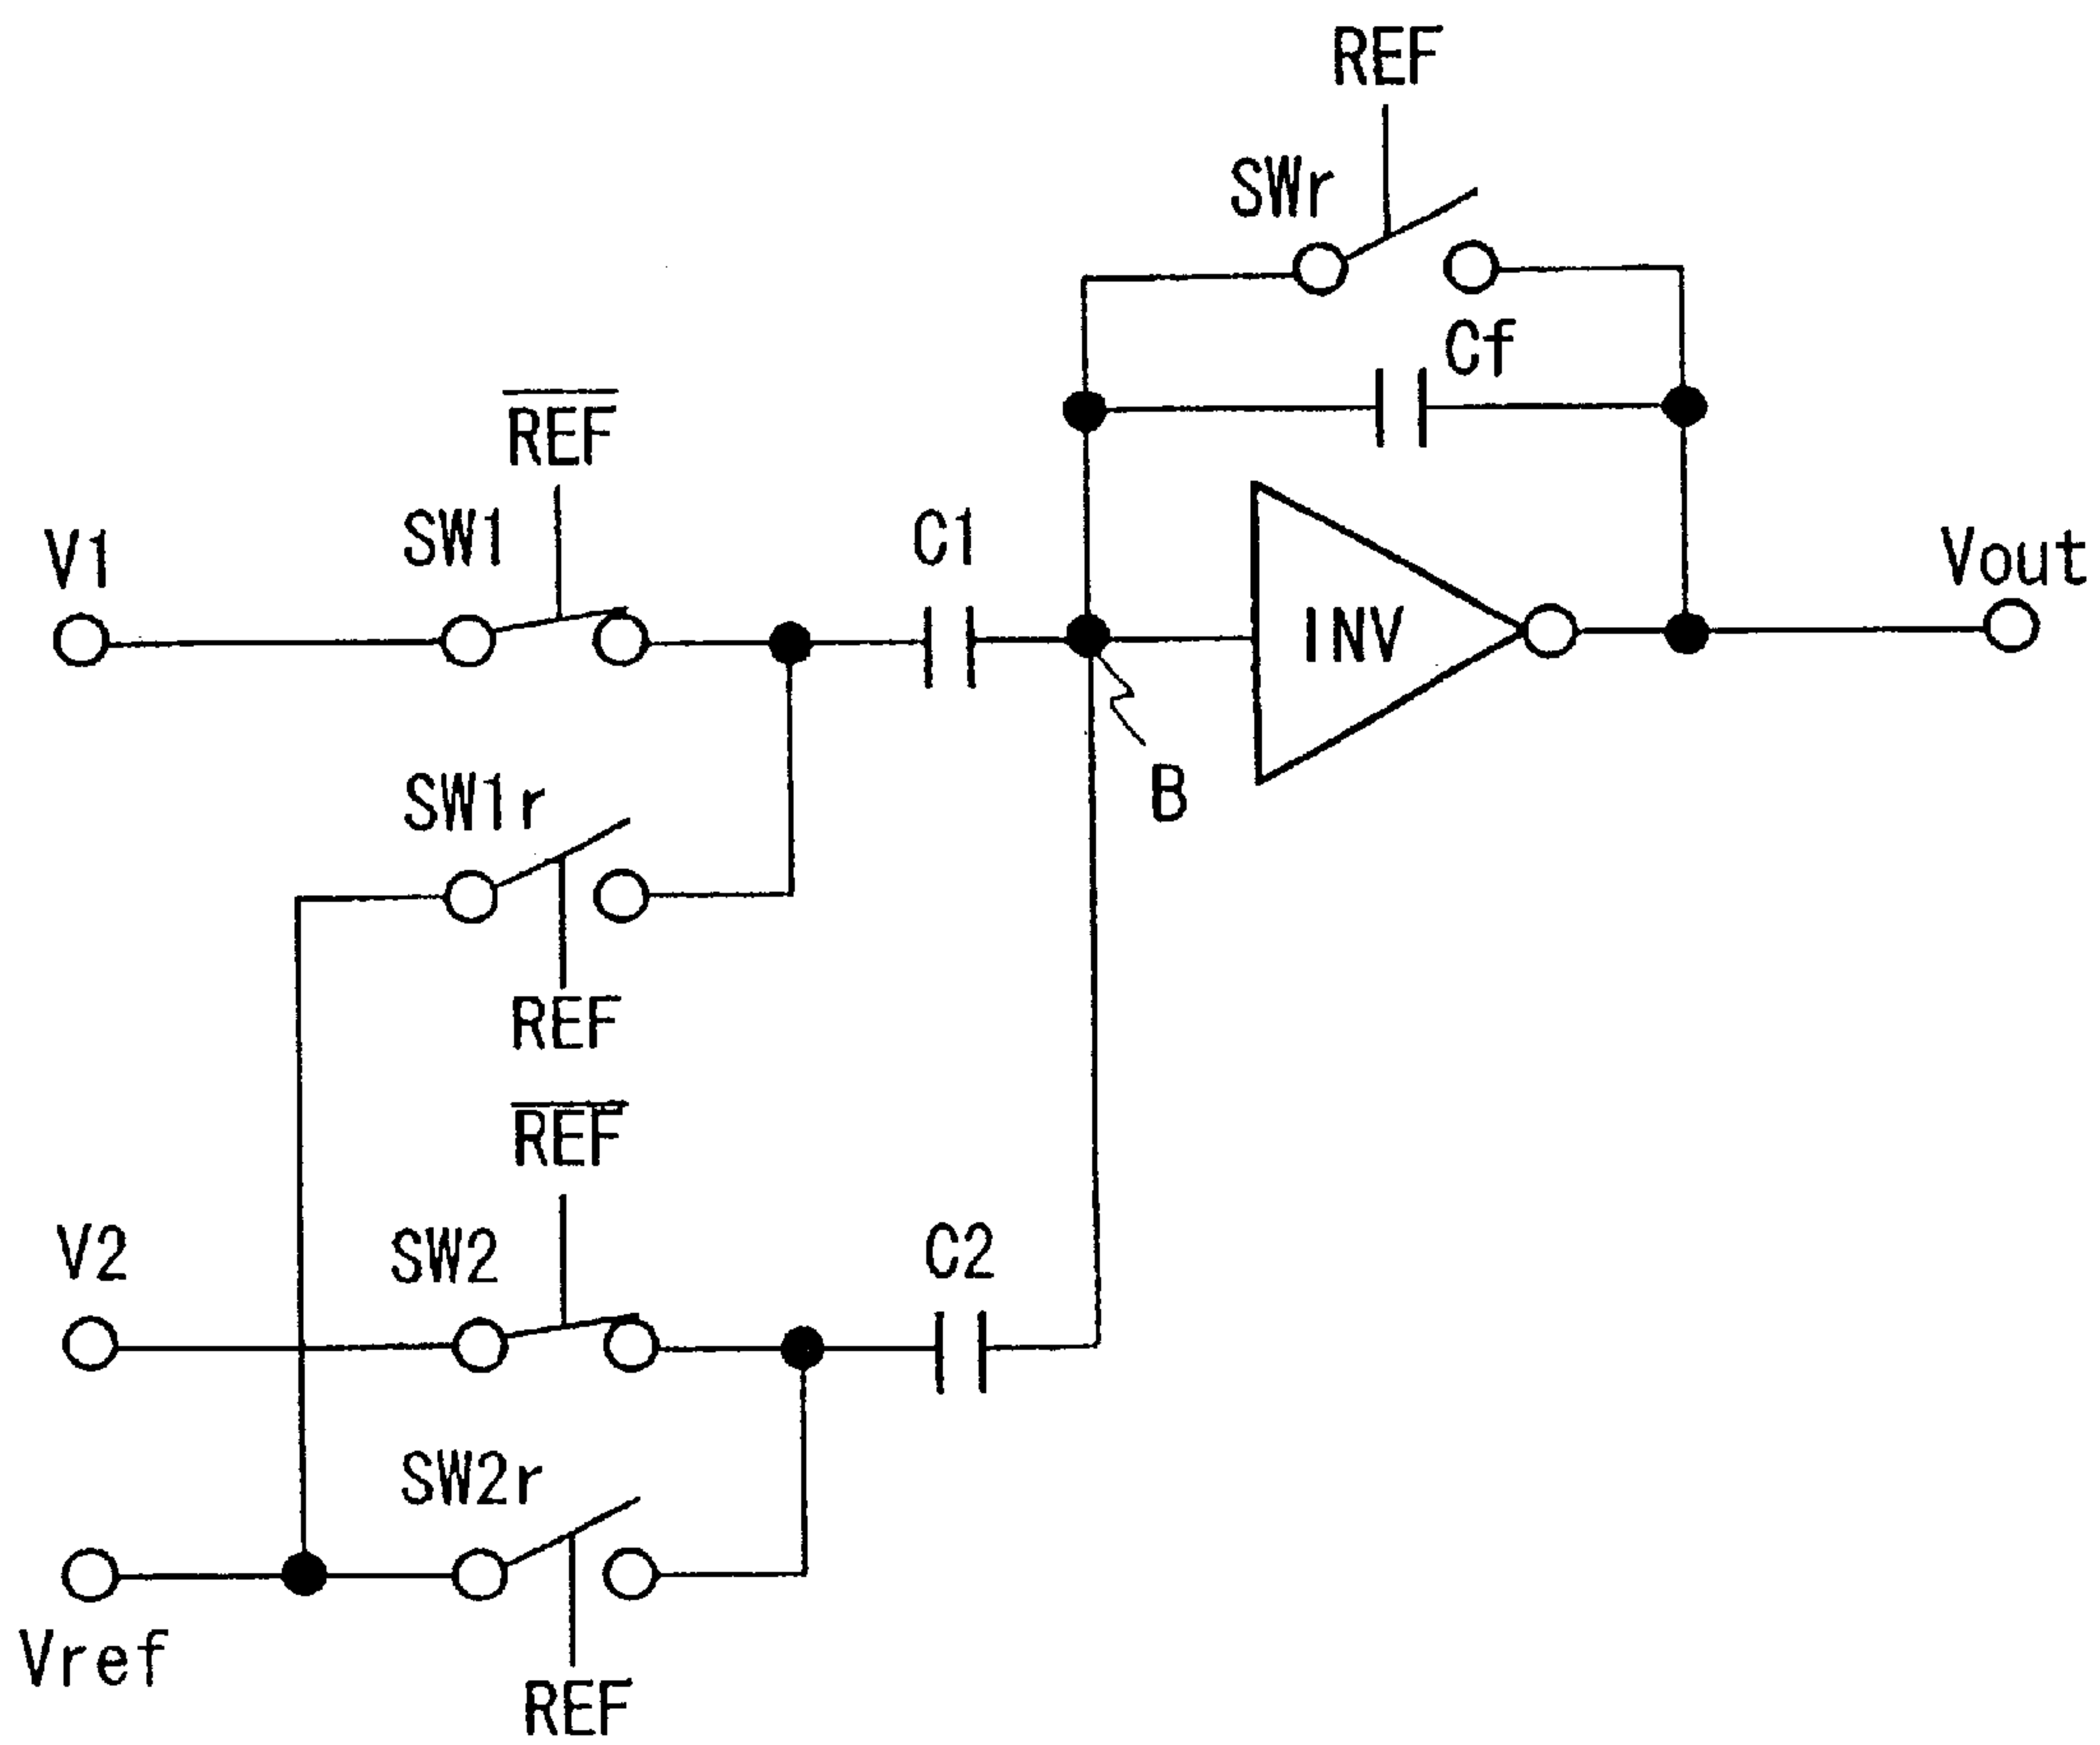 REF
SWr
Cf
REF
SW1
C1
V1
Vout
INV
SW1r
B
REF
REF
V2
SW2
C2
SW2r
Vref
REF